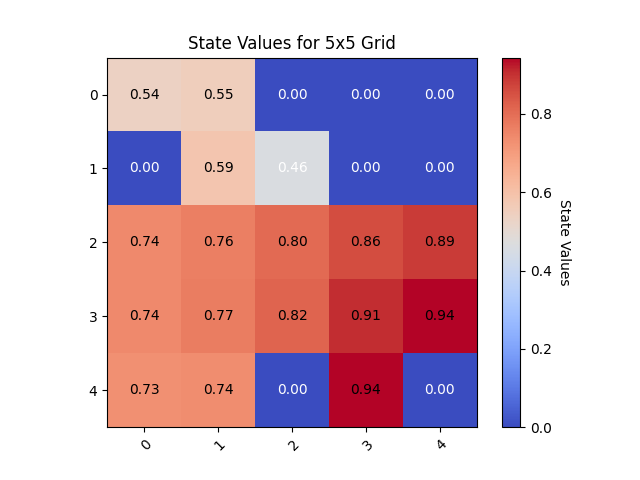 State Values for 5x5 Grid
0 0.54 0.55 0.00 0.00 0.00
1 0.00 0.59 0.46 0.00 0.00
2 0.74 0.76 0.80 0.86 0.89
3 0.74 0.77 0.82 0.91 0.94
4 0.73 0.74 0.00 0.94 0.00
0 1 2 3 4
0.8
0.6
0.4
0.2
0.0
State Values